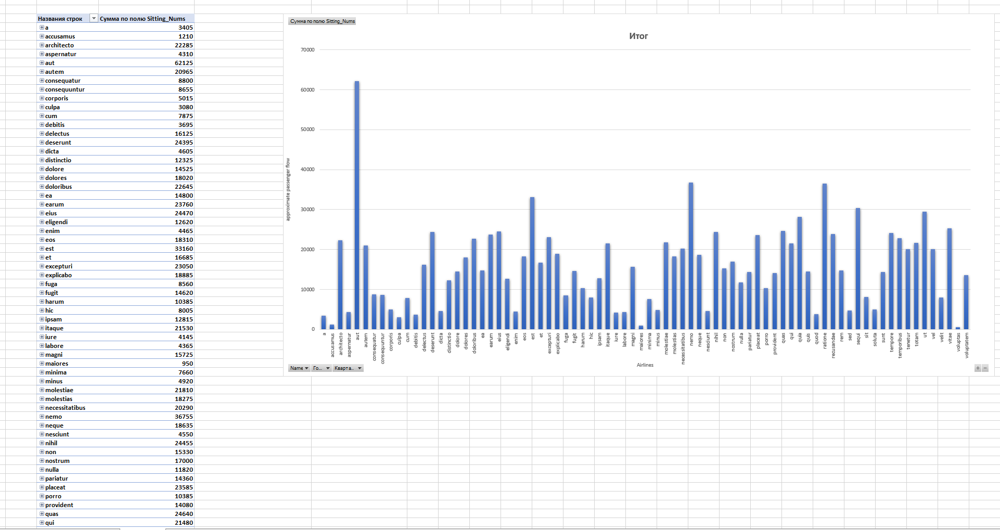 Названия строк Сумма по полю Sitting_Nums
a 3405
accusamus 1210
architecto 22285
aspernatur 4310
aut 62125
autem 20965
consequatur 8800
consequuntur 8655
corporis 5015
culpa 3080
cum 7875
debitis 3695
delectus 16125
deserunt 24395
dicta 4605
distinctio 12325
dolore 14525
dolores 18020
doloribus 22645
ea 14800
earum 23760
eius 24470
eligendi 12620
enim 4465
eos 18310
est 33160
et 16685
excepturi 23050
explicabo 18885
fuga 8560
fugit 14620
harum 10385
hic 8005
ipsam 12815
itaque 21530
iure 4145
labore 4365
magni 15725
maiores 950
minima 7660
minus 4920
molestiae 21810
molestias 18275
necessitatibus 20290
nemo 36755
neque 18635
nesciunt 4550
nihil 24455
non 15330
nostrum 17000
nulla 11820
pariatur 14360
placeat 23585
porro 10385
provident 14080
quas 24640
qui 21480
Сумма по полю Sitting_Nums
Итог
70000
60000
50000
40000
30000
20000
10000
0
approximate passenger flow
a
accusamus
architecto
aspernatur
aut
autem
consequatur
consequuntur
corporis
culpa
cum
debitis
delectus
deserunt
dicta
distinctio
dolore
dolores
doloribus
ea
earum
eius
eligendi
enim
eos
est
et
excepturi
explicabo
fuga
fugit
harum
hic
ipsam
itaque
iure
labore
magni
maiores
minima
minus
molestiae
molestias
necessitatibus
nemo
neque
nesciunt
nihil
non
nostrum
nulla
pariatur
placeat
porro
provident
quas
qui
quia
quis
quod
ratione
recusandae
rem
sed
sequi
sit
soluta
sunt
tempore
temporibus
tenetur
totam
ut
vel
velit
vitae
voluptas
voluptatem
Airlines
Name Го... Кварта...